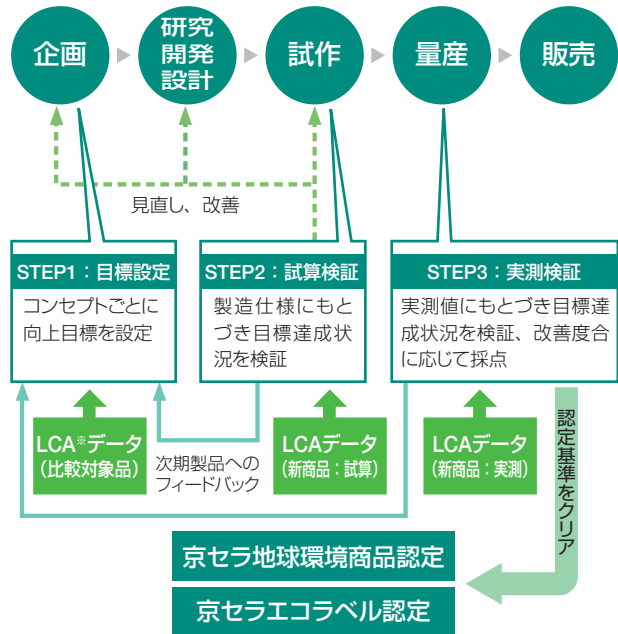 企画
研究
開発
設計
試作
量産
販売
見直し、改善
STEP1：目標設定
コンセプトごとに
向上目標を設定
STEP2：試算検証
製造仕様にもと
づき目標達成状
況を検証
STEP3：実測検証
実測値にもとづき目標達
成状況を検証、改善度合
に応じて採点
LCA※データ
（比較対象品）
次期製品への
フィードバック
LCAデータ
（新商品：試算）
LCAデータ
（新商品：実測）
認定基準をクリア
京セラ地球環境商品認定
京セラエコラベル認定